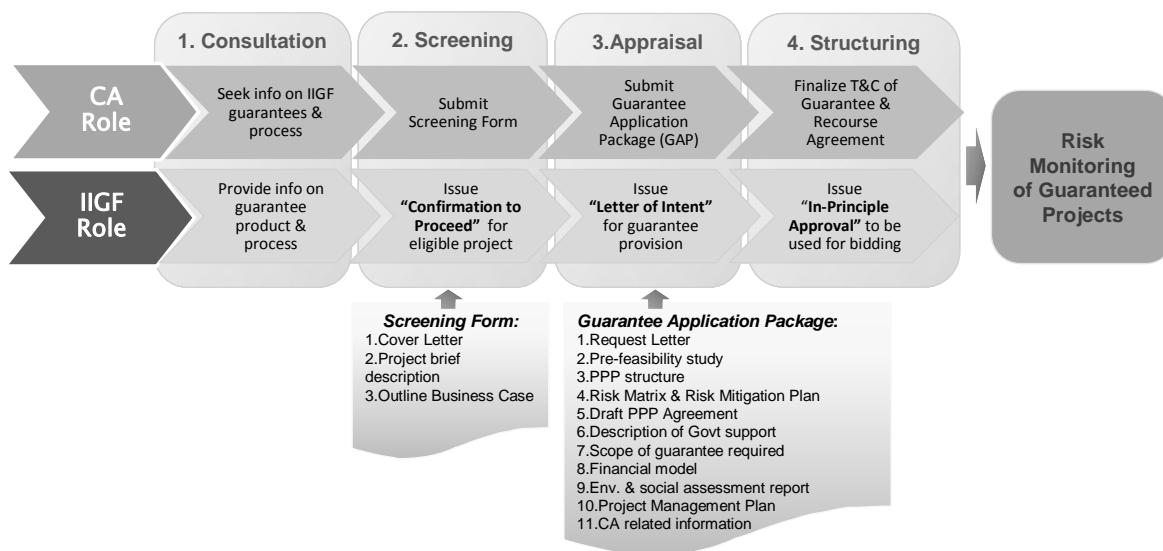 1. Consultation
2. Screening
3.Appraisal
4. Structuring
CA
Role
Seek info on IIGF
guarantees &
process
Submit
Screening Form
Submit
Guarantee
Application
Package (GAP)
Finalize T&C of
Guarantee &
Recourse
Agreement
IIGF
Role
Provide info on
guarantee
product &
process
Issue
“Confirmation to
Proceed” for
eligible project
Issue
“Letter of Intent”
for guarantee
provision
Issue
“In-Principle
Approval” to be
used for bidding
Risk
Monitoring
of Guaranteed
Projects
Screening Form:
1.Cover Letter
2.Project brief
description
3.Outline Business Case
Guarantee Application Package:
1.Request Letter
2.Pre-feasibility study
3.PPP structure
4.Risk Matrix & Risk Mitigation Plan
5.Draft PPP Agreement
6.Description of Govt support
7.Scope of guarantee required
8.Financial model
9.Env. & social assessment report
10.Project Management Plan
11.CA related information